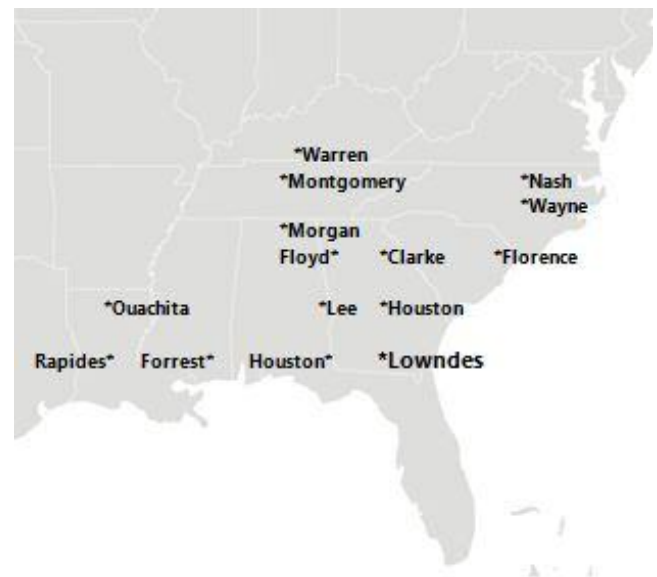 *Warren
*Montgomery
*Nash
*Wayne
*Morgan
Floyd*
*Clarke
*Florence
*Ouachita
*Lee
*Houston
Rapides*
Forrest*
Houston*
*Lowndes